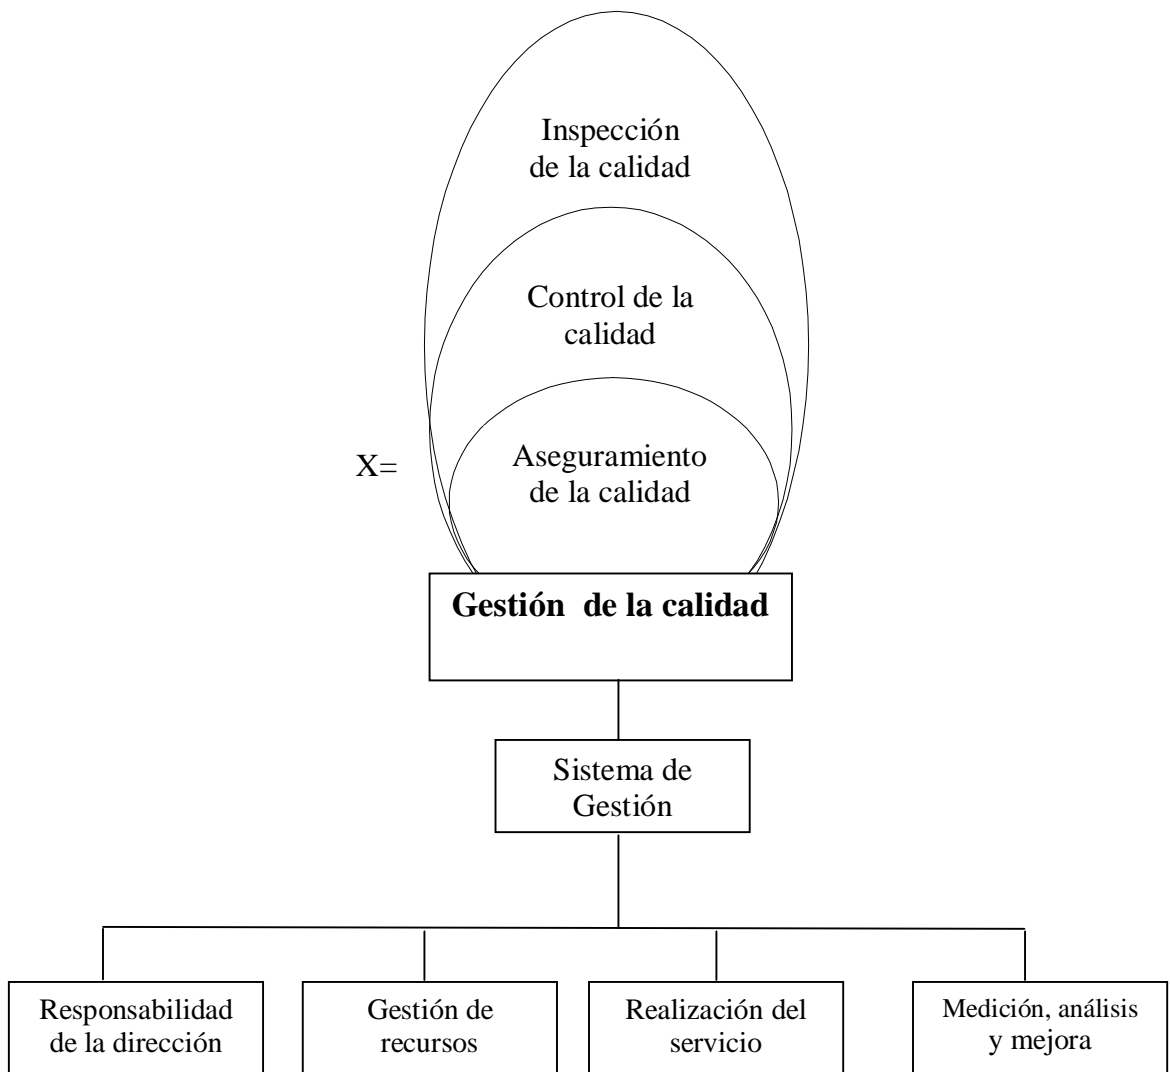 Inspección
de la calidad
Control de la
calidad
X=
Aseguramiento
de la calidad
Gestión de la calidad
Sistema de
Gestión
Responsabilidad
de la dirección
Gestión de
recursos
Realización del
servicio
Medición, análisis
y mejora